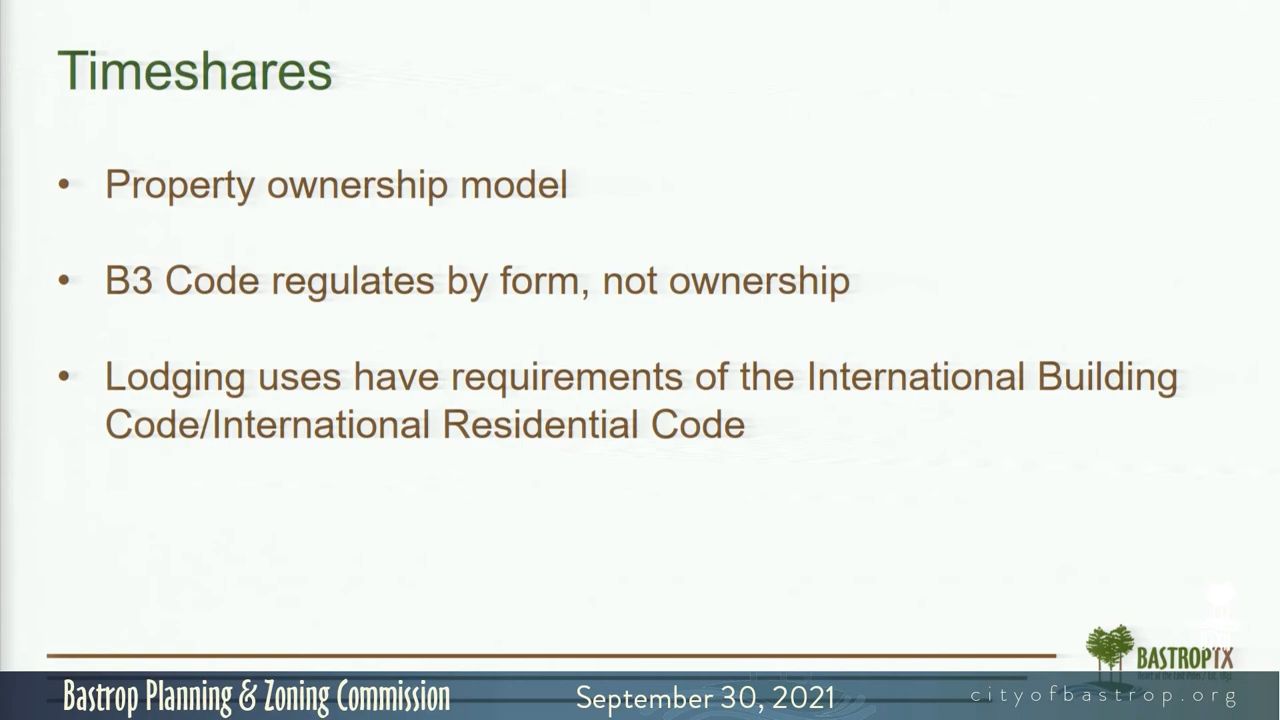 Timeshares
• Property ownership model
• B3 Code regulates by form, not ownership
• Lodging uses have requirements of the International Building
Code/International Residential Code
BASTROPTX
Bastrop Planning & Zoning Commission
September 30, 2021
cityofbastrop.org